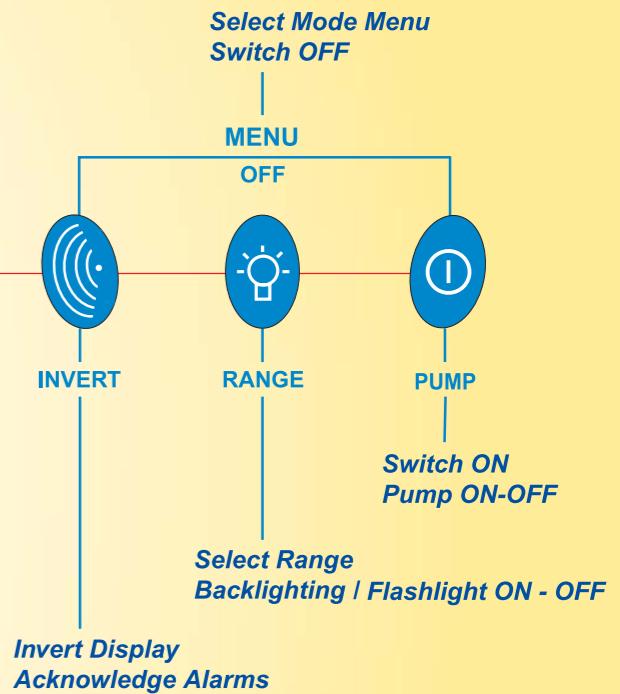 Select Mode Menu
Switch OFF
MENU
OFF
INVERT
RANGE
PUMP
Switch ON
Pump ON-OFF
Select Range
Backlighting / Flashlight ON - OFF
Invert Display
Acknowledge Alarms